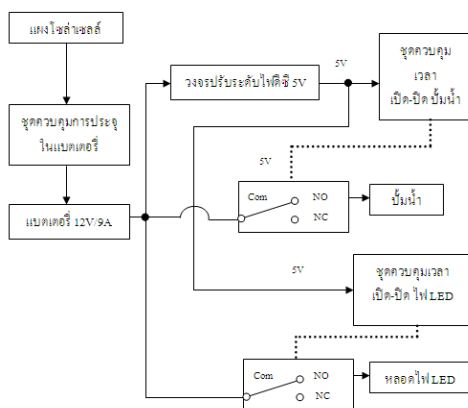 แผงโซล่าเซลล์
ชุดควบคุมการประจุ
ในแบตเตอรี่
แบตเตอรี่ 12V/9A
วงจรปรับระดับไฟดีซี 5V
5V
ชุดควบคุม
เวลา
เปิด-ปิด ปั้มน้ำ
5V
Com
NO
NC
ปั้มน้ำ
5V
ชุดควบคุมเวลา
เปิด-ปิด ไฟ LED
Com
NO
NC
หลอดไฟ LED